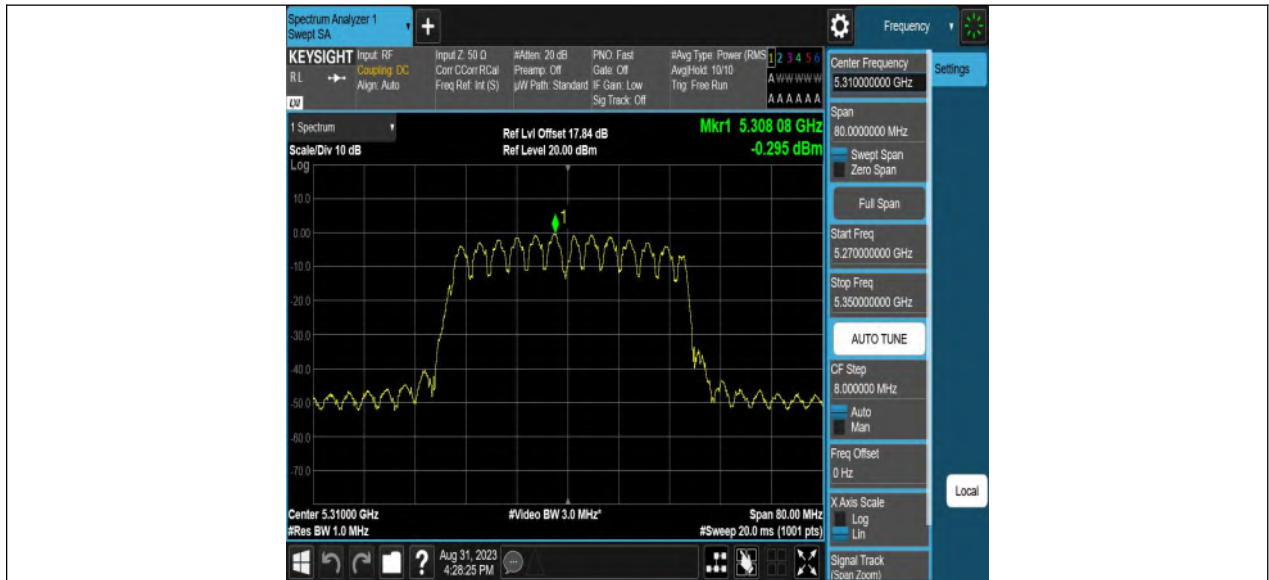 Spectrum Analyzer 1
Swept SA
Frequency
KEYSIGHT
RL
LXI
Input: RF
Coupling: DC
Align: Auto
Input Z: 50 Ω
Corr CCorr RCal
Freq Ref: Int (S)
#Atten: 20 dB
Preamp: Off
µW Path: Standard
PNO: Fast
Gate: Off
IF Gain: Low
Sig Track: Off
#Avg Type: Power (RMS
Avg|Hold: 10/10
Trig: Free Run
1 2 3 4 5 6
A W W W W W
A A A A A A
1 Spectrum
Scale/Div 10 dB
Log
Ref Lvl Offset 17.84 dB
Ref Level 20.00 dBm
Mkr1 5.308 08 GHz
-0.295 dBm
10.0
0.00
-10.0
-20.0
-30.0
-40.0
-50.0
-60.0
-70.0
1
Center 5.31000 GHz
#Res BW 1.0 MHz
#Video BW 3.0 MHz*
Span 80.00 MHz
#Sweep 20.0 ms (1001 pts)
Aug 31, 2023
4:28:25 PM
Center Frequency
5.310000000 GHz
Span
80.0000000 MHz
Swept Span
Zero Span
Full Span
Start Freq
5.270000000 GHz
Stop Freq
5.350000000 GHz
AUTO TUNE
CF Step
8.000000 MHz
Auto
Man
Freq Offset
0 Hz
X Axis Scale
Log
Lin
Signal Track
(Span Zoom)
Settings
Local